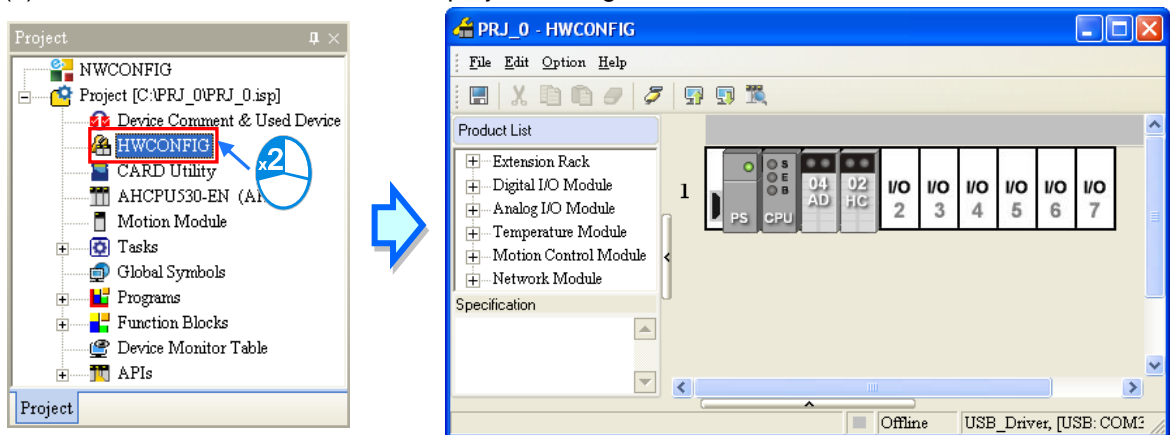 Project
NWCONFIG
Project [C:\PRJ_0\PRJ_0.isp]
Device Comment & Used Device
HWCONFIG
CARD Utility
AHCPU530-EN
Motion Module
Tasks
Global Symbols
Programs
Function Blocks
Device Monitor Table
APIs
Project
x2
PRJ_0 - HWCONFIG
File Edit Option Help
Product List
Extension Rack
Digital I/O Module
Analog I/O Module
Temperature Module
Motion Control Module
Network Module
Specification
1
PS
S
E
B
CPU
04
AD
02
HC
I/O
2
I/O
3
I/O
4
I/O
5
I/O
6
I/O
7
Offline
USB_Driver, [USB: COM3